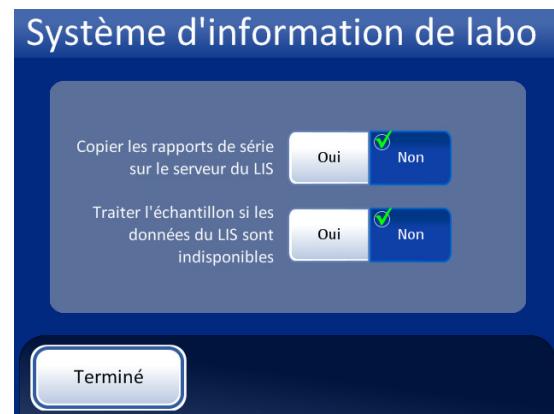 Système d'information de labo
Copier les rapports de série
sur le serveur du LIS
Oui
Non
Traiter l'échantillon si les
données du LIS sont
indisponibles
Oui
Non
Terminé